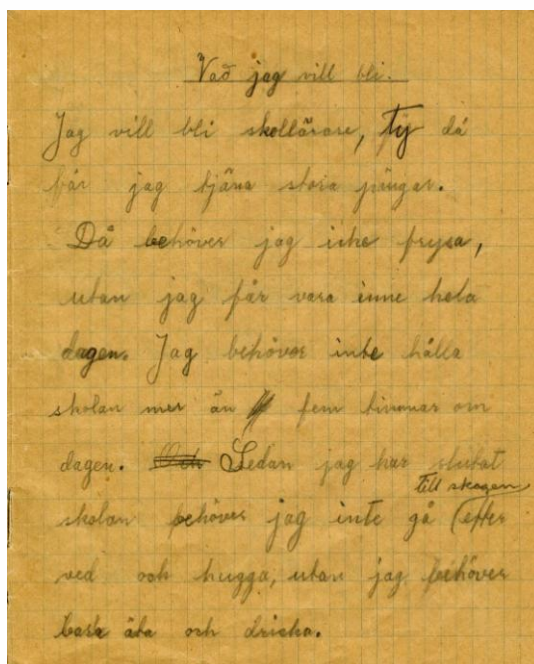 Vad jag vill bli.
Jag vill bli skollärare, ty då
får jag tjäna stora pängar.
Då behöver jag icke frysa,
utan jag får vara inne hela
dagen. Jag behöver inte hålla
skolan mer än fem timmar om
dagen. Och Sedan jag har slutat
till skogen
skolan behöver jag inte gå (efter
ved och hugga, utan jag behöver
bara äta och dricka.